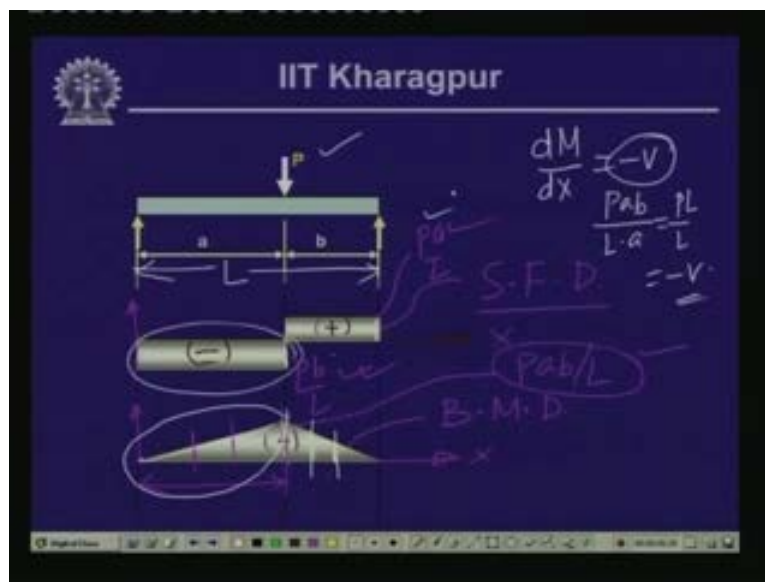 IIT Kharagpur
P
dM/dx = -V
a
b
Pab/L·a = PL/L
L
= -V
Pa/L
S.F.D.
(+)
x
(-)
Pb/L
Pab/L
(+)
B.M.D.
x